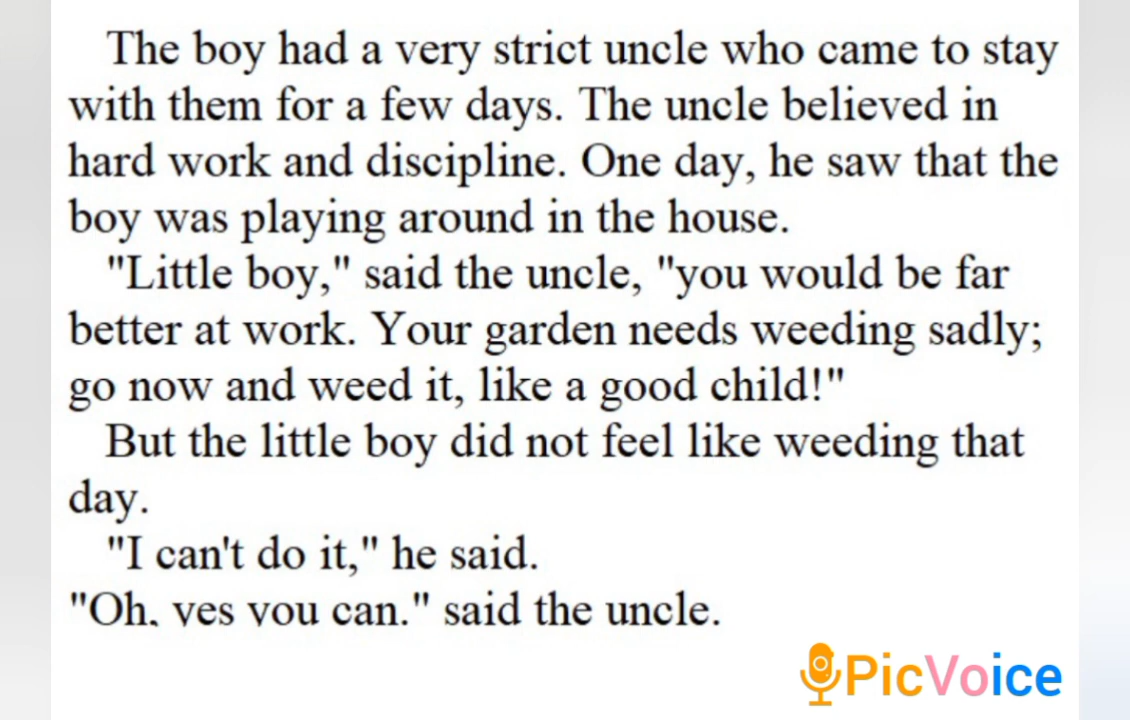 The boy had a very strict uncle who came to stay
with them for a few days. The uncle believed in
hard work and discipline. One day, he saw that the
boy was playing around in the house.
"Little boy," said the uncle, "you would be far
better at work. Your garden needs weeding sadly;
go now and weed it, like a good child!"
But the little boy did not feel like weeding that
day.
"I can't do it," he said.
"Oh, yes you can." said the uncle.
PicVoice